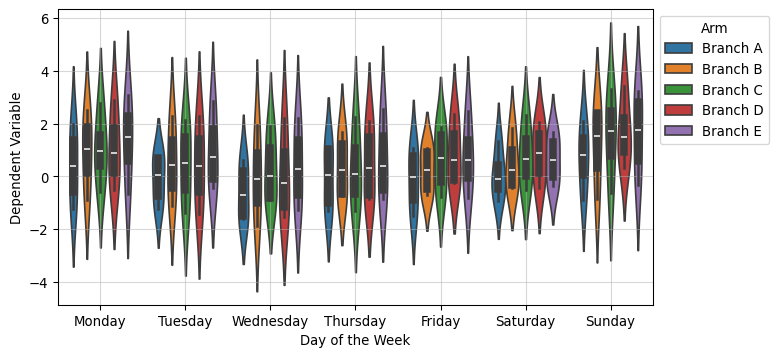 6
4
2
0
−2
−4
Dependent Variable
Monday
Tuesday
Wednesday
Thursday
Friday
Saturday
Sunday
Day of the Week
Arm
Branch A
Branch B
Branch C
Branch D
Branch E